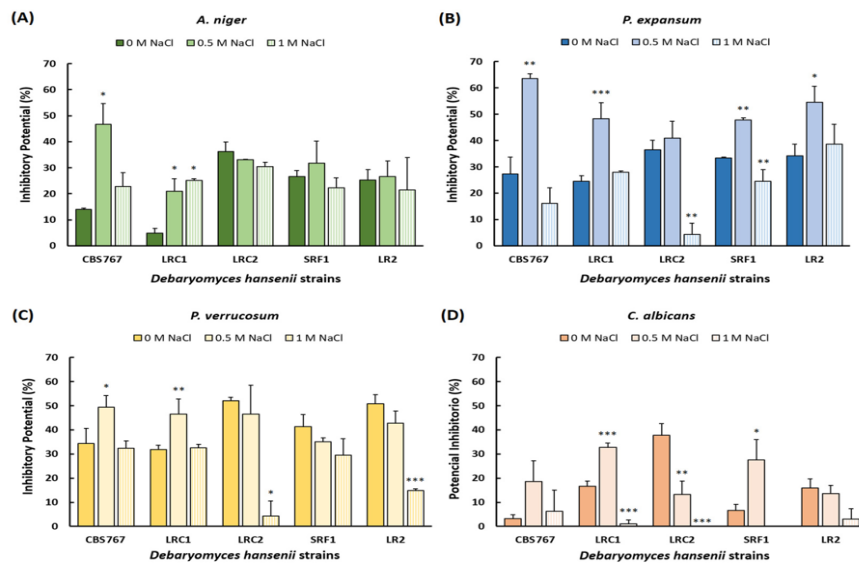 (A)
A. niger
0 M NaCl 0.5 M NaCl 1 M NaCl
Inhibitory Potential (%)
70
60
50
40
30
20
10
0
*
* *
CBS767 LRC1 LRC2 SRF1 LR2
Debaryomyces hansenii strains
(B)
P. expansum
0 M NaCl 0.5 M NaCl 1 M NaCl
Inhibitory Potential (%)
70
60
50
40
30
20
10
0
** *** ** ** ** *
CBS767 LRC1 LRC2 SRF1 LR2
Debaryomyces hansenii strains
(C)
P. verrucosum
0 M NaCl 0.5 M NaCl 1 M NaCl
Inhibitory Potential (%)
70
60
50
40
30
20
10
0
* ** * ***
CBS767 LRC1 LRC2 SRF1 LR2
Debaryomyces hansenii strains
(D)
C. albicans
0 M NaCl 0.5 M NaCl 1 M NaCl
Potencial Inhibitorio (%)
70
60
50
40
30
20
10
0
*** *** ** *** *
CBS767 LRC1 LRC2 SRF1 LR2
Debaryomyces hansenii strains